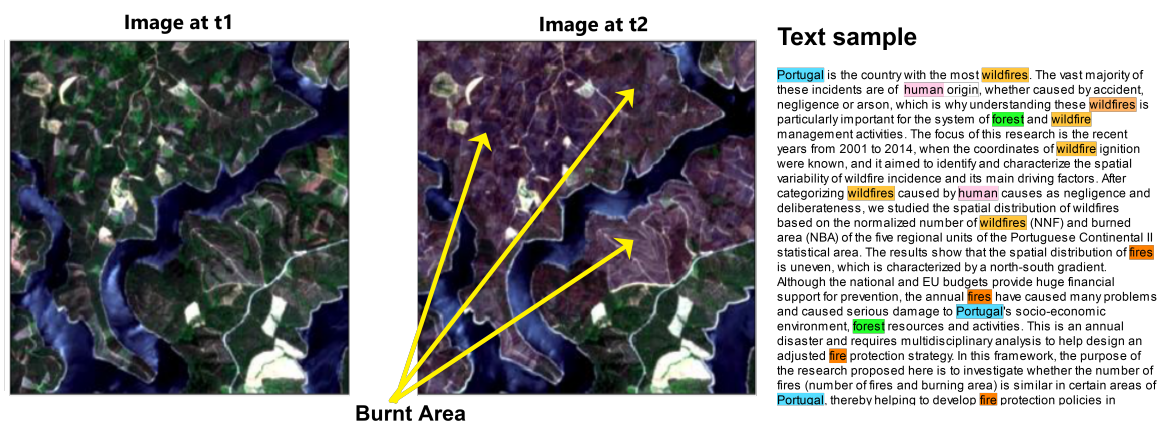 Image at t1
Image at t2
Burnt Area
Text sample
Portugal is the country with the most wildfires. The vast majority of
these incidents are of human origin, whether caused by accident,
negligence or arson, which is why understanding these wildfires is
particularly important for the system of forest and wildfire
management activities. The focus of this research is the recent
years from 2001 to 2014, when the coordinates of wildfire ignition
were known, and it aimed to identify and characterize the spatial
variability of wildfire incidence and its main driving factors. After
categorizing wildfires caused by human causes as negligence and
deliberateness, we studied the spatial distribution of wildfires
based on the normalized number of wildfires (NNF) and burned
area (NBA) of the five regional units of the Portuguese Continental II
statistical area. The results show that the spatial distribution of fires
is uneven, which is characterized by a north-south gradient.
Although the national and EU budgets provide huge financial
support for prevention, the annual fires have caused many problems
and caused serious damage to Portugal's socio-economic
environment, forest resources and activities. This is an annual
disaster and requires multidisciplinary analysis to help design an
adjusted fire protection strategy. In this framework, the purpose of
the research proposed here is to investigate whether the number of
fires (number of fires and burning area) is similar in certain areas of
Portugal, thereby helping to develop fire protection policies in